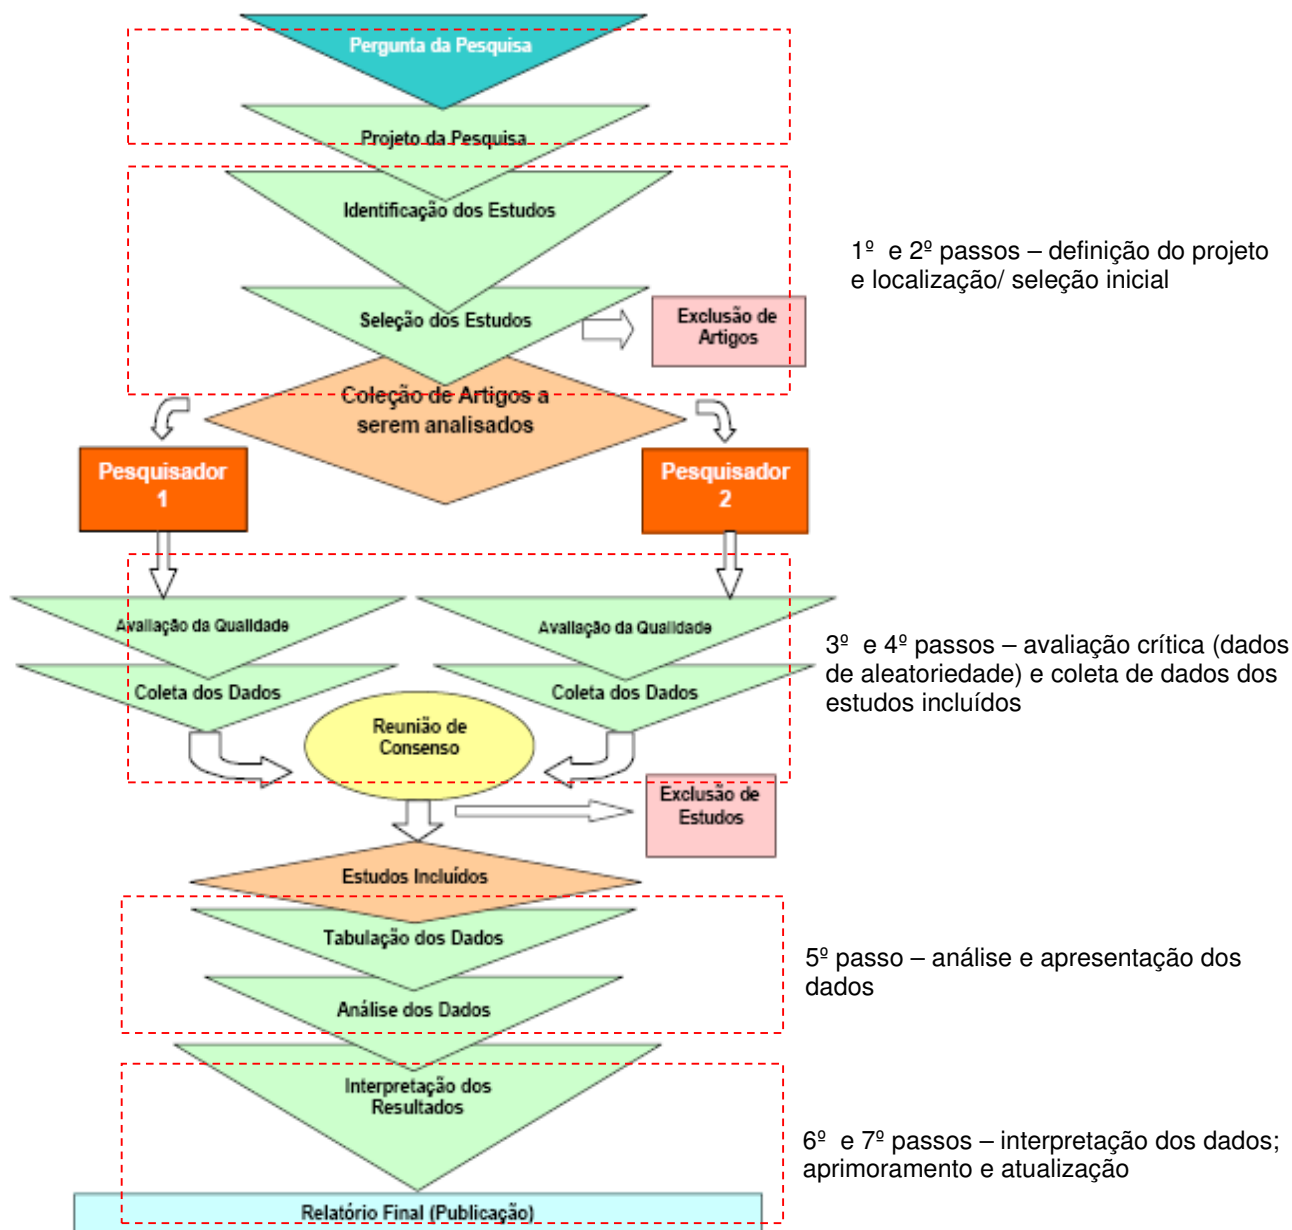 Pergunta da Pesquisa
Projeto da Pesquisa
Identificação dos Estudos
1º e 2º passos – definição do projeto
e localização/ seleção inicial
Seleção dos Estudos
Exclusão de
Artigos
Coleção de Artigos a
serem analisados
Pesquisador
1
Pesquisador
2
Avaliação da Qualidade
Avaliação da Qualidade
3º e 4º passos – avaliação crítica (dados
de aleatoriedade) e coleta de dados dos
estudos incluídos
Coleta dos Dados
Coleta dos Dados
Reunião de
Consenso
Exclusão de
Estudos
Estudos Incluídos
Tabulação dos Dados
5º passo – análise e apresentação dos
dados
Análise dos Dados
Interpretação dos
Resultados
6º e 7º passos – interpretação dos dados;
aprimoramento e atualização
Relatório Final (Publicação)